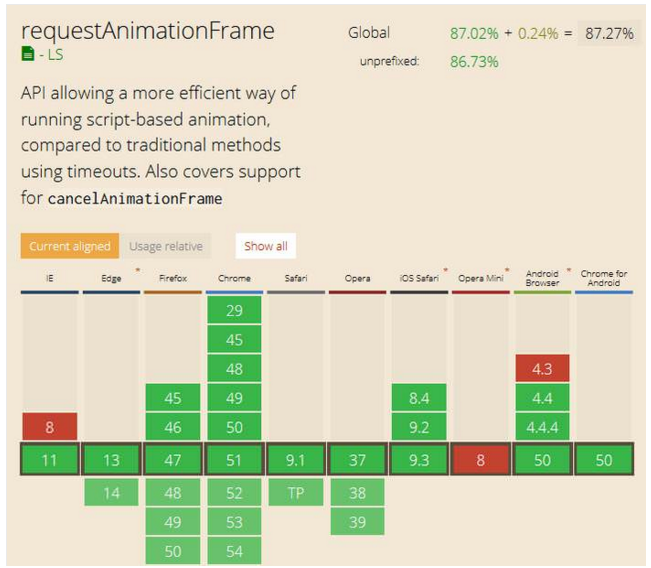 requestAnimationFrame
- LS
Global 87.02% + 0.24% = 87.27%
unprefixed: 86.73%
API allowing a more efficient way of
running script-based animation,
compared to traditional methods
using timeouts. Also covers support
for cancelAnimationFrame
Current aligned Usage relative Show all
IE Edge * Firefox Chrome Safari Opera iOS Safari * Opera Mini * Android Browser * Chrome for Android
29
45
48 4.3
45 49 8.4 4.4
8 46 50 9.2 4.4.4
11 13 47 51 9.1 37 9.3 8 50 50
14 48 52 TP 38
49 53 39
50 54